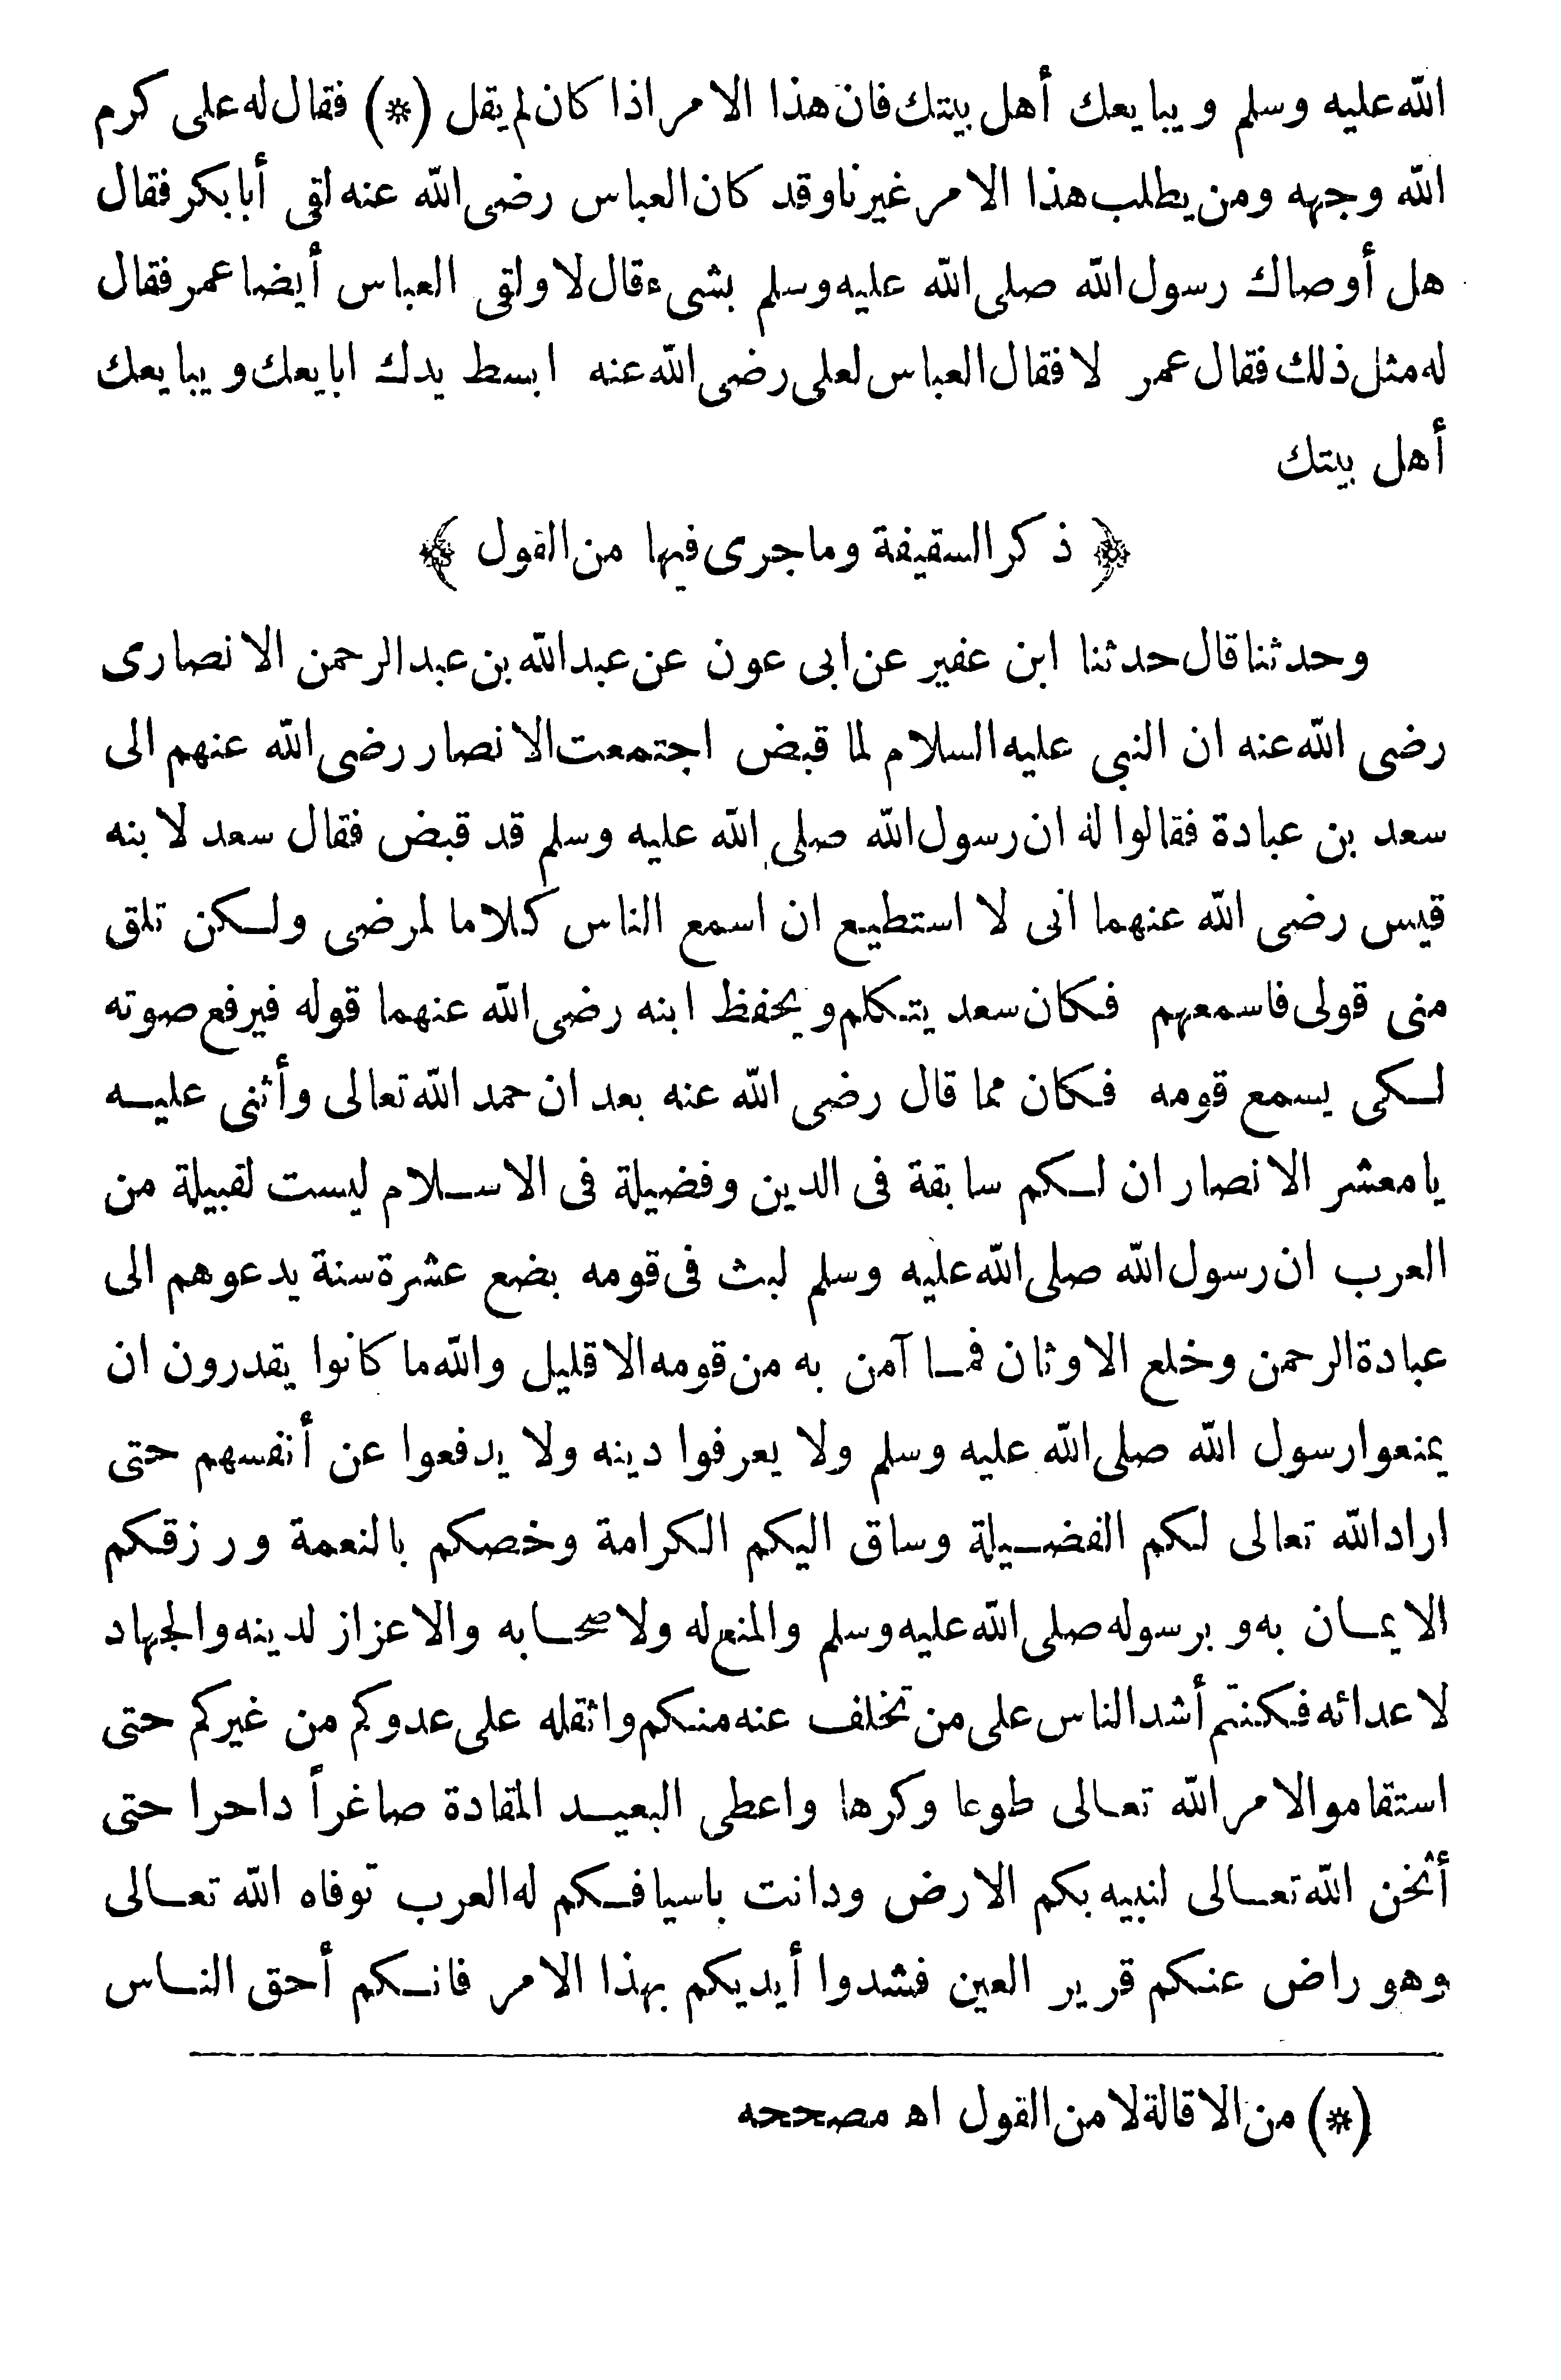 الله عليه وسلم ويبايعك أهل بيتك فان هذا الامر اذا كان لم يقل (*) فقال له على كرم
الله وجهه ومن يطلب هذا الامر غيرنا وقد كان العباس رضى الله عنه لقى أبا بكر فقال
هل أوصاك رسول الله صلى الله عليه وسلم بشىء قال لا ولقى العباس أيضا عمر فقال
له مثل ذلك فقال عمر لا فقال العباس لعلى رضى الله عنه ابسط يدك ابايعك ويبايعك
أهل بيتك
﴿ ذكر السقيفة وما جرى فيها من القول ﴾
وحدثنا قال حدثنا ابن عفير عن ابى عون عن عبد الله بن عبد الرحمن الانصارى
رضى الله عنه ان النبي عليه السلام لما قبض اجتمعت الانصار رضى الله عنهم الى
سعد بن عبادة فقالوا له ان رسول الله صلى الله عليه وسلم قد قبض فقال سعد لابنه
قيس رضى الله عنهما انى لا استطيع ان اسمع الناس كلاما لمرضى ولكن تلق
منى قولى فاسمعهم فكان سعد يتكلم ويحفظ ابنه رضى الله عنهما قوله فيرفع صوته
لكى يسمع قومه فكان مما قال رضى الله عنه بعد ان حمد الله تعالى وأثنى عليه
يا معشر الانصار ان لكم سابقة فى الدين وفضيلة فى الاسلام ليست لقبيلة من
العرب ان رسول الله صلى الله عليه وسلم لبث فى قومه بضع عشرة سنة يدعوهم الى
عبادة الرحمن وخلع الاوثان فما آمن به من قومه الا قليل والله ما كانوا يقدرون ان
يمنعوا رسول الله صلى الله عليه وسلم ولا يعرفوا دينه ولا يدفعوا عن أنفسهم حتى
اراد الله تعالى لكم الفضيلة وساق اليكم الكرامة وخصكم بالنعمة ورزقكم
الايمان به وبرسوله صلى الله عليه وسلم والمنع له ولاصحابه والاعزاز لدينه والجهاد
لاعدائه فكنتم أشد الناس على من تخلف عنه منكم واثقله على عدوكم من غيركم حتى
استقاموا لامر الله تعالى طوعا وكرها واعطى البعيد المقادة صاغراً داحرا حتى
أثخن الله تعالى لنبيه بكم الارض ودانت باسيافكم له العرب توفاه الله تعالى
وهو راض عنكم قرير العين فشدوا أيديكم بهذا الامر فانكم أحق الناس
(*) من الاقالة لا من القول اه مصححه